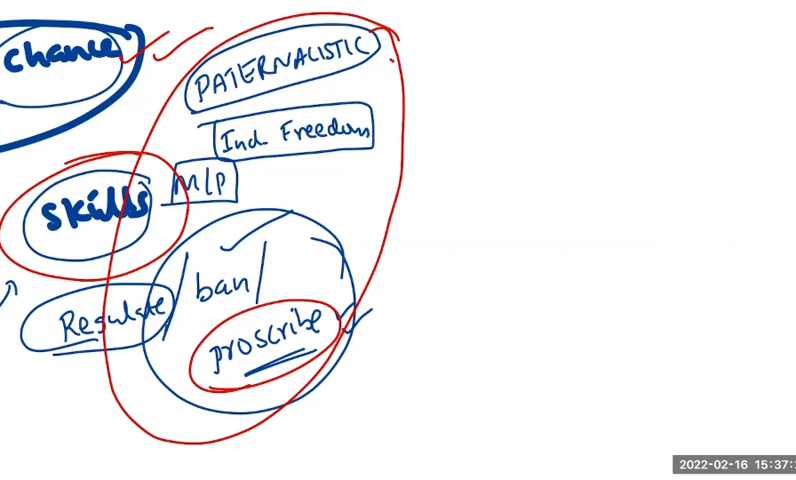 chance
PATERNALISTIC
Ind. Freedom
M/P
Skills
ban
Regulate
proscribe
2022-02-16 15:37: